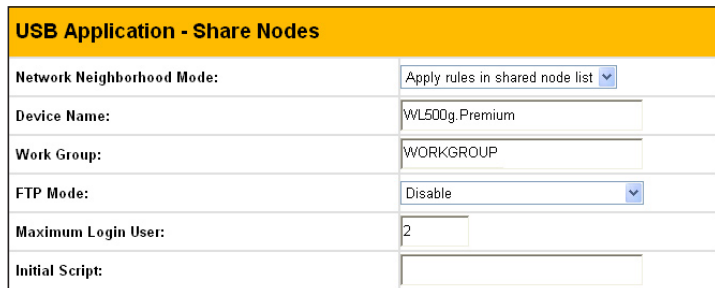 USB Application - Share Nodes
Network Neighborhood Mode: Apply rules in shared node list
Device Name: WL500g.Premium
Work Group: WORKGROUP
FTP Mode: Disable
Maximum Login User: 2
Initial Script: